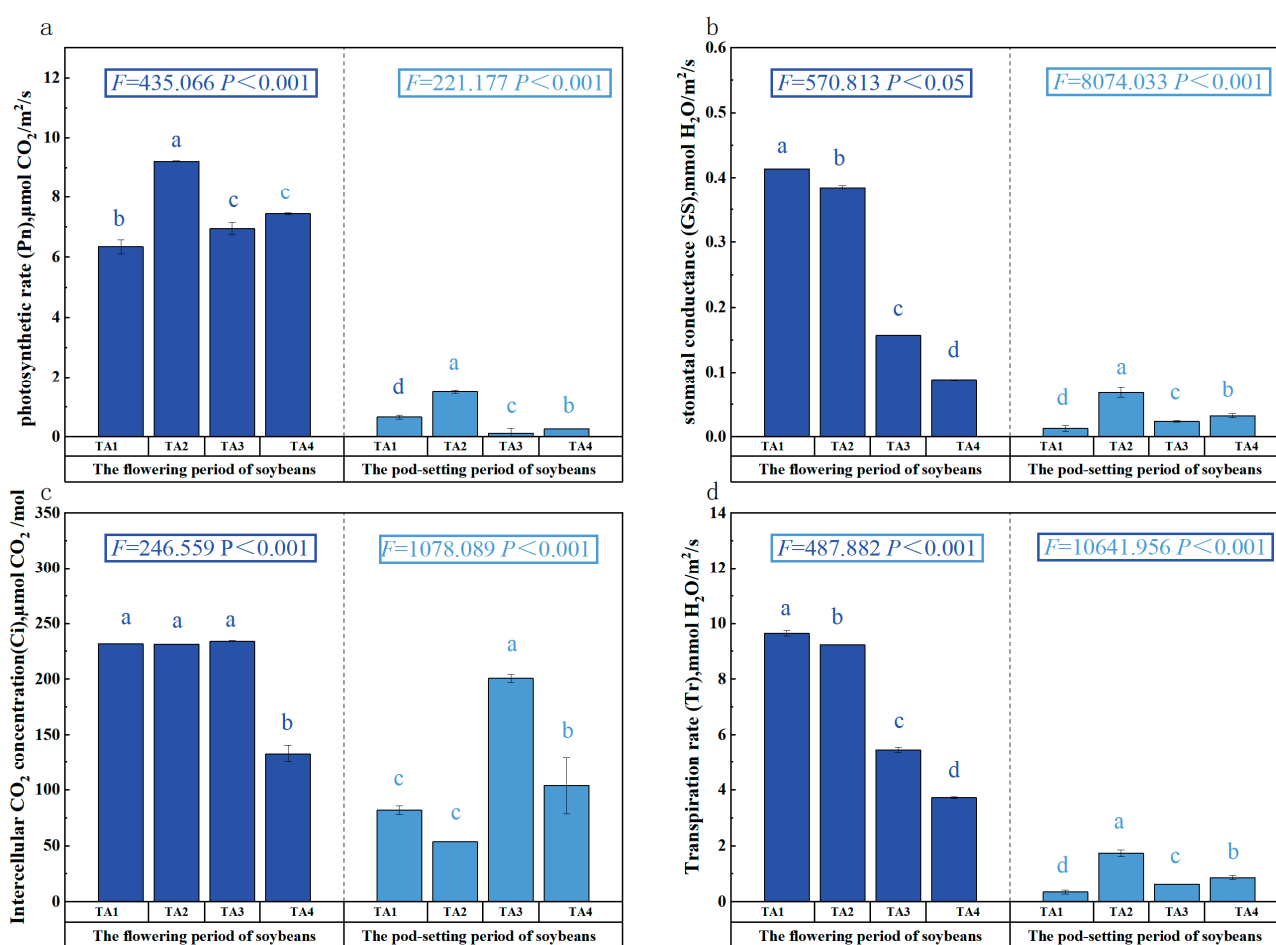 a
photosynthetic rate (Pn),μmol CO₂/m²/s
12
10
8
6
4
2
0
F=435.066 P<0.001
F=221.177 P<0.001
b
a
c
c
d
a
c
b
TA1 TA2 TA3 TA4 TA1 TA2 TA3 TA4
The flowering period of soybeans The pod-setting period of soybeans
b
stomatal conductance (GS),mmol H₂O/m²/s
0.6
0.5
0.4
0.3
0.2
0.1
0.0
F=570.813 P<0.05
F=8074.033 P<0.001
a
b
c
d
d
a
c
b
TA1 TA2 TA3 TA4 TA1 TA2 TA3 TA4
The flowering period of soybeans The pod-setting period of soybeans
c
Intercellular CO₂ concentration(Ci),μmol CO₂ /mol
350
300
250
200
150
100
50
0
F=246.559 P<0.001
F=1078.089 P<0.001
a
a
a
b
c
c
a
b
TA1 TA2 TA3 TA4 TA1 TA2 TA3 TA4
The flowering period of soybeans The pod-setting period of soybeans
d
Transpiration rate (Tr),mmol H₂O/m²/s
14
12
10
8
6
4
2
0
F=487.882 P<0.001
F=10641.956 P<0.001
a
b
c
d
d
a
c
b
TA1 TA2 TA3 TA4 TA1 TA2 TA3 TA4
The flowering period of soybeans The pod-setting period of soybeans